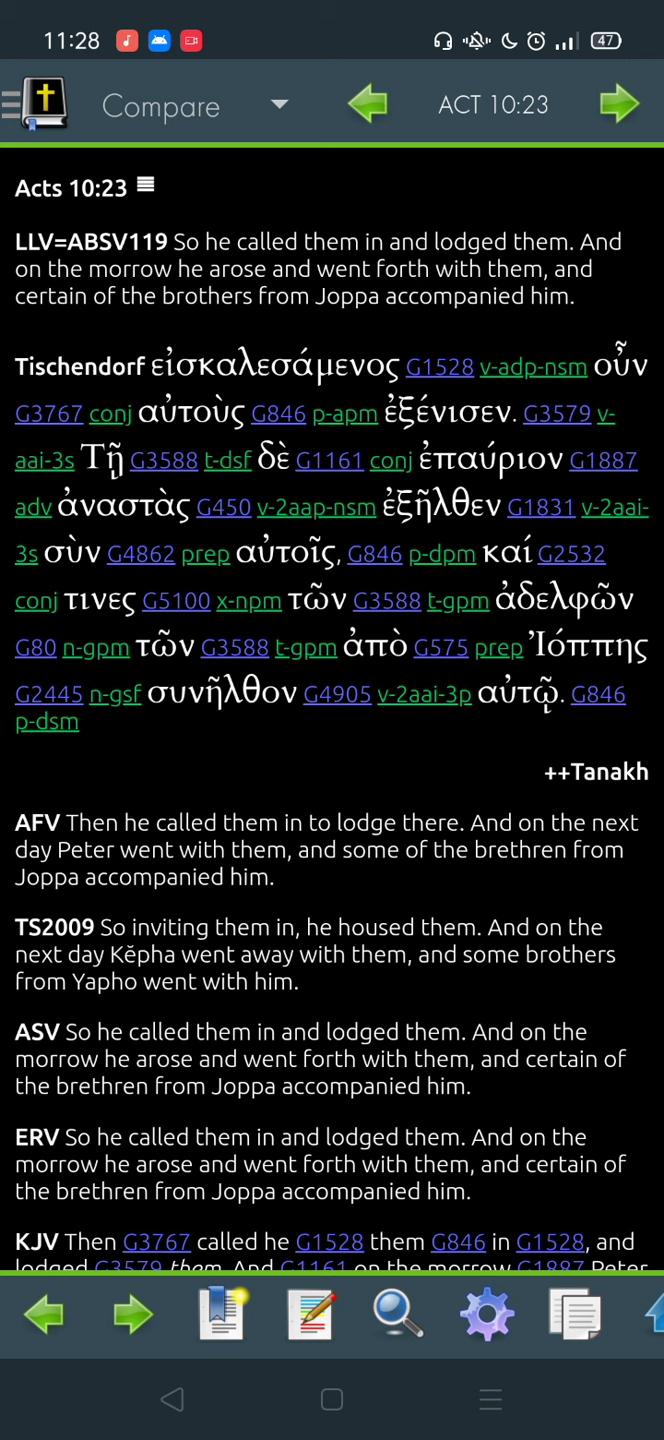 11:28
47
Compare
ACT 10:23
Acts 10:23
LLV=ABSV119 So he called them in and lodged them. And
on the morrow he arose and went forth with them, and
certain of the brothers from Joppa accompanied him.
Tischendorf εἰσκαλεσάμενος G1528 v-adp-nsm οὖν
G3767 conj αὐτοὺς G846 p-apm ἐξένισεν. G3579 v-
aai-3s Τῇ G3588 t-dsf δὲ G1161 conj ἐπαύριον G1887
adv ἀναστὰς G450 v-2aap-nsm ἐξῆλθεν G1831 v-2aai-
3s σὺν G4862 prep αὐτοῖς, G846 p-dpm καί G2532
conj τινες G5100 x-npm τῶν G3588 t-gpm ἀδελφῶν
G80 n-gpm τῶν G3588 t-gpm ἀπὸ G575 prep Ἰόππης
G2445 n-gsf συνῆλθον G4905 v-2aai-3p αὐτῷ. G846
p-dsm
++Tanakh
AFV Then he called them in to lodge there. And on the next
day Peter went with them, and some of the brethren from
Joppa accompanied him.
TS2009 So inviting them in, he housed them. And on the
next day Kĕpha went away with them, and some brothers
from Yapho went with him.
ASV So he called them in and lodged them. And on the
morrow he arose and went forth with them, and certain of
the brethren from Joppa accompanied him.
ERV So he called them in and lodged them. And on the
morrow he arose and went forth with them, and certain of
the brethren from Joppa accompanied him.
KJV Then G3767 called he G1528 them G846 in G1528, and
lodged G3579 them. And G1161 on the morrow G1887 Peter